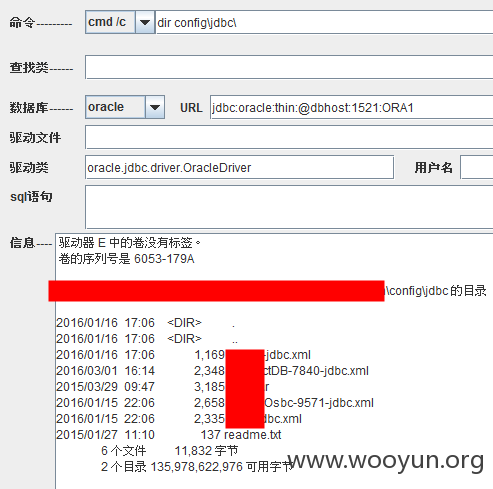 命令--------- cmd /c dir config\jdbc\
查找类------
数据库------ oracle URL jdbc:oracle:thin:@dbhost:1521:ORA1
驱动文件
驱动类 oracle.jdbc.driver.OracleDriver 用户名
sql语句
信息----
驱动器 E 中的卷没有标签。
卷的序列号是 6053-179A
\config\jdbc 的目录
2016/01/16 17:06 <DIR> .
2016/01/16 17:06 <DIR> ..
2016/01/16 17:06 1,169 -jdbc.xml
2016/03/01 16:14 2,348 ctDB-7840-jdbc.xml
2015/03/29 09:47 3,185 r
2016/01/15 22:06 2,658 Osbc-9571-jdbc.xml
2016/01/15 22:06 2,335 dbc.xml
2015/01/27 11:10 137 readme.txt
6 个文件 11,832 字节
2 个目录 135,978,622,976 可用字节
www.wooyun.org